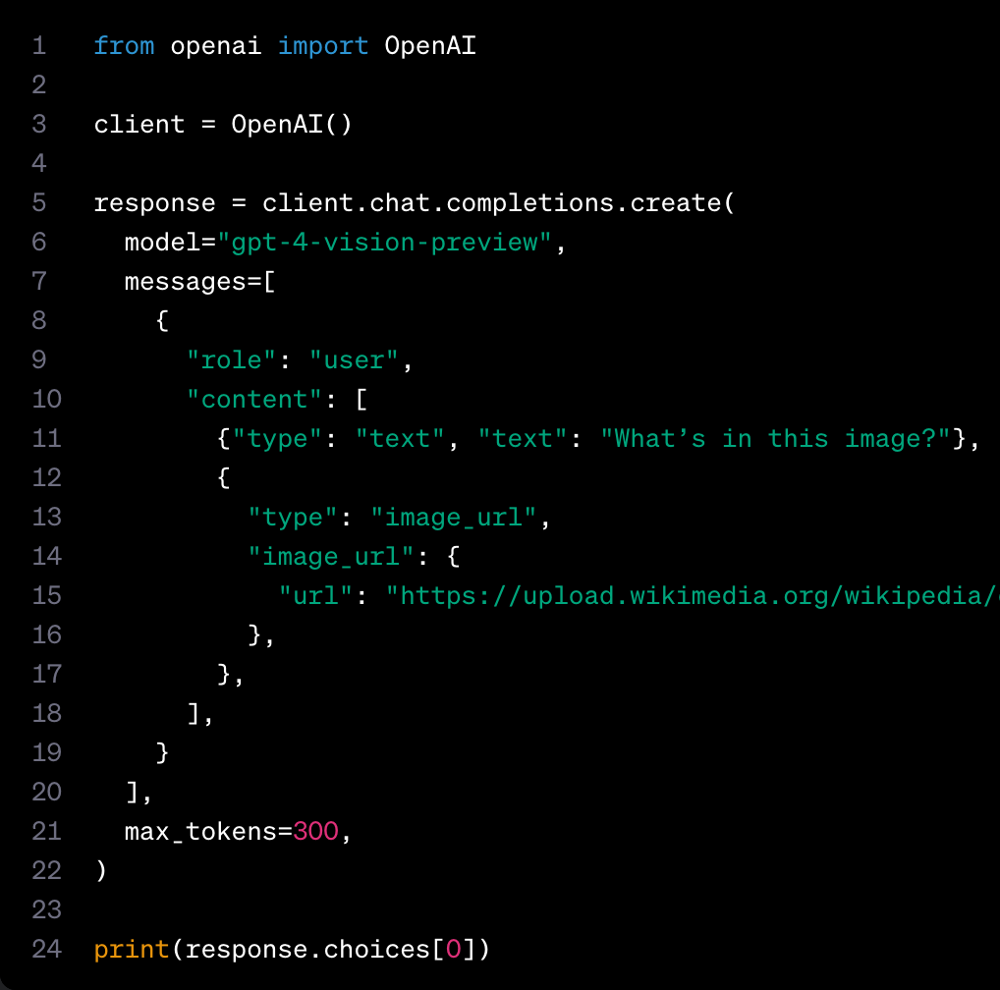 1 from openai import OpenAI
2
3 client = OpenAI()
4
5 response = client.chat.completions.create(
6   model="gpt-4-vision-preview",
7   messages=[
8     {
9       "role": "user",
10       "content": [
11         {"type": "text", "text": "What’s in this image?"},
12         {
13           "type": "image_url",
14           "image_url": {
15             "url": "https://upload.wikimedia.org/wikipedia/
16           },
17         },
18       ],
19     }
20   ],
21   max_tokens=300,
22 )
23
24 print(response.choices[0])